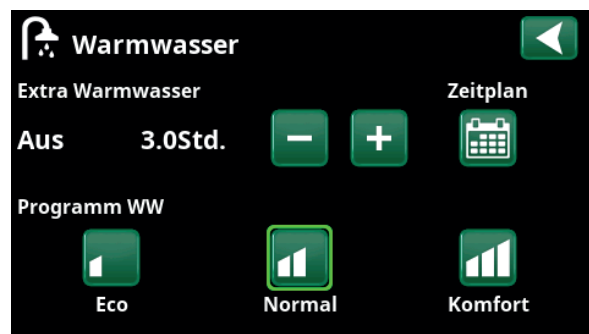 Warmwasser
Extra Warmwasser Zeitplan
Aus 3.0Std.
Programm WW
Eco Normal Komfort